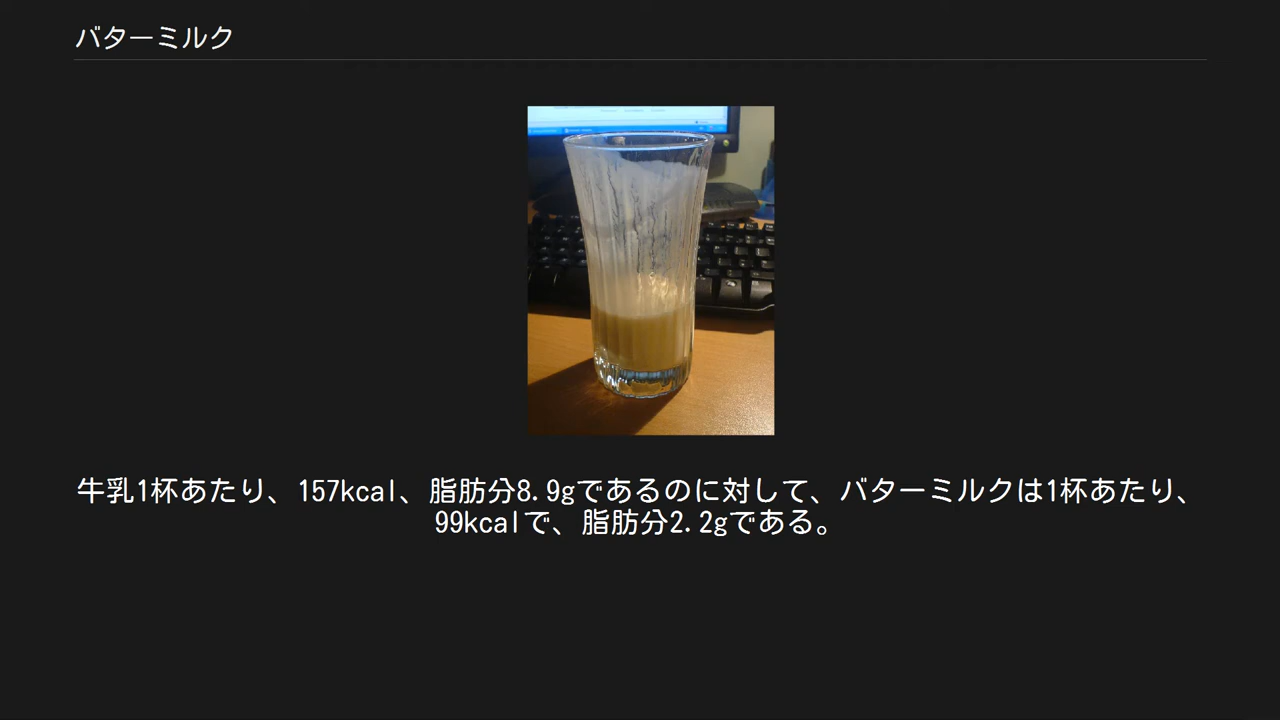 バターミルク
牛乳1杯あたり、157kcal、脂肪分8.9gであるのに対して、バターミルクは1杯あたり、
99kcalで、脂肪分2.2gである。